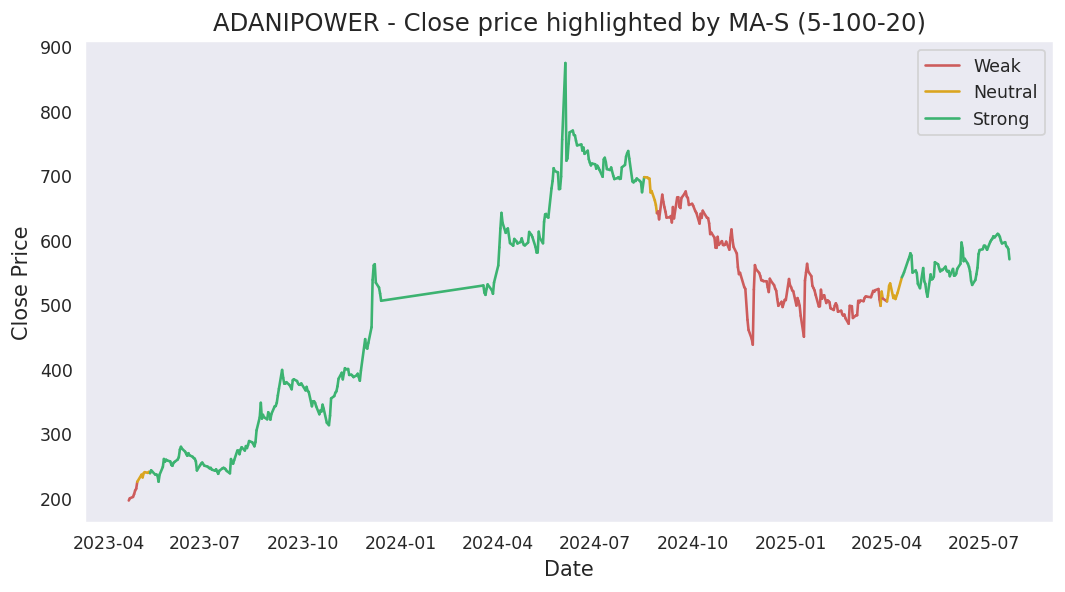 ADANIPOWER - Close price highlighted by MA-S (5-100-20)
Close Price
900
800
700
600
500
400
300
200
Weak
Neutral
Strong
2023-04 2023-07 2023-10 2024-01 2024-04 2024-07 2024-10 2025-01 2025-04 2025-07
Date